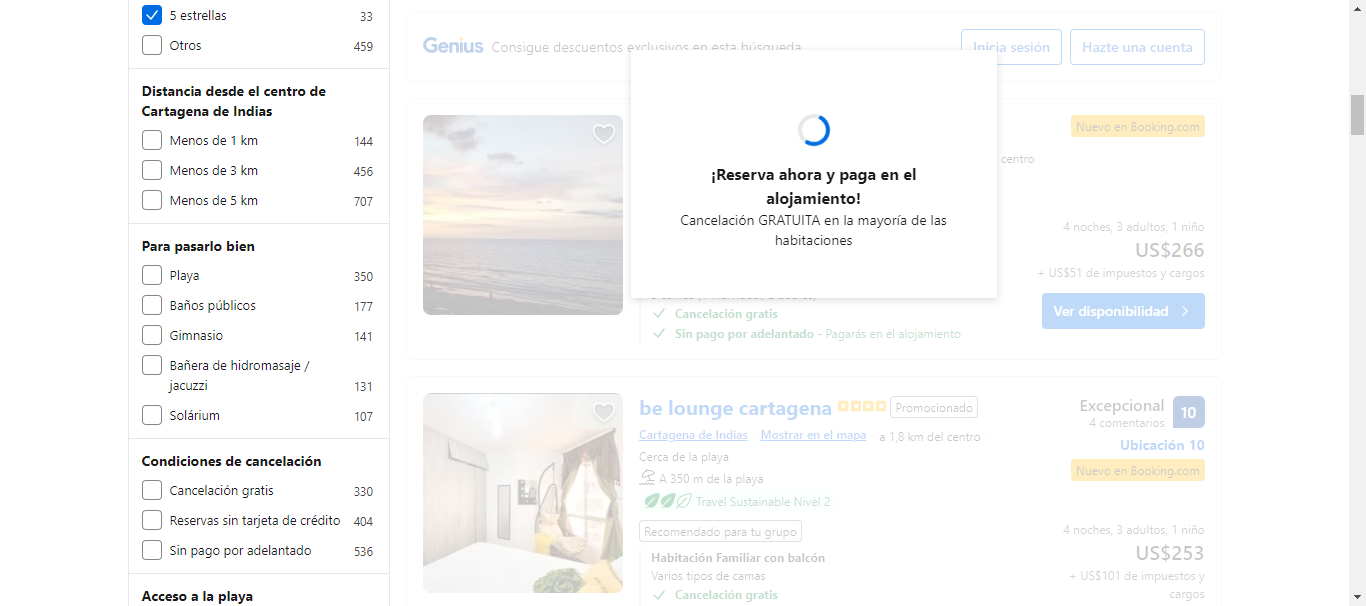 5 estrellas 33
Otros 459
Distancia desde el centro de
Cartagena de Indias
Menos de 1 km 144
Menos de 3 km 456
Menos de 5 km 707
Para pasarlo bien
Playa 350
Baños públicos 177
Gimnasio 141
Bañera de hidromasaje /
jacuzzi 131
Solárium 107
Condiciones de cancelación
Cancelación gratis 330
Reservas sin tarjeta de crédito 404
Sin pago por adelantado 536
Acceso a la playa
Genius Consigue descuentos exclusivos en esta búsqueda
Inicia sesión
Hazte una cuenta
¡Reserva ahora y paga en el
alojamiento!
Cancelación GRATUITA en la mayoría de las
habitaciones
Nuevo en Booking.com
centro
4 noches, 3 adultos, 1 niño
US$266
+ US$51 de impuestos y cargos
Ver disponibilidad
Cancelación gratis
Sin pago por adelantado - Pagarás en el alojamiento
be lounge cartagena Promocionado
Cartagena de Indias Mostrar en el mapa a 1,8 km del centro
Cerca de la playa
A 350 m de la playa
Travel Sustainable Nivel 2
Recomendado para tu grupo
Habitación Familiar con balcón
Varios tipos de camas
Cancelación gratis
Excepcional 10
4 comentarios
Ubicación 10
Nuevo en Booking.com
4 noches, 3 adultos, 1 niño
US$253
+ US$101 de impuestos y
cargos